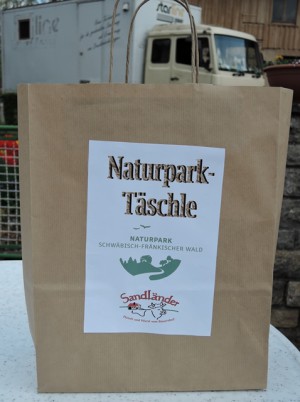 Naturpark-
Täschle
NATURPARK
SCHWÄBISCH-FRÄNKISCHER WALD
Sandländer